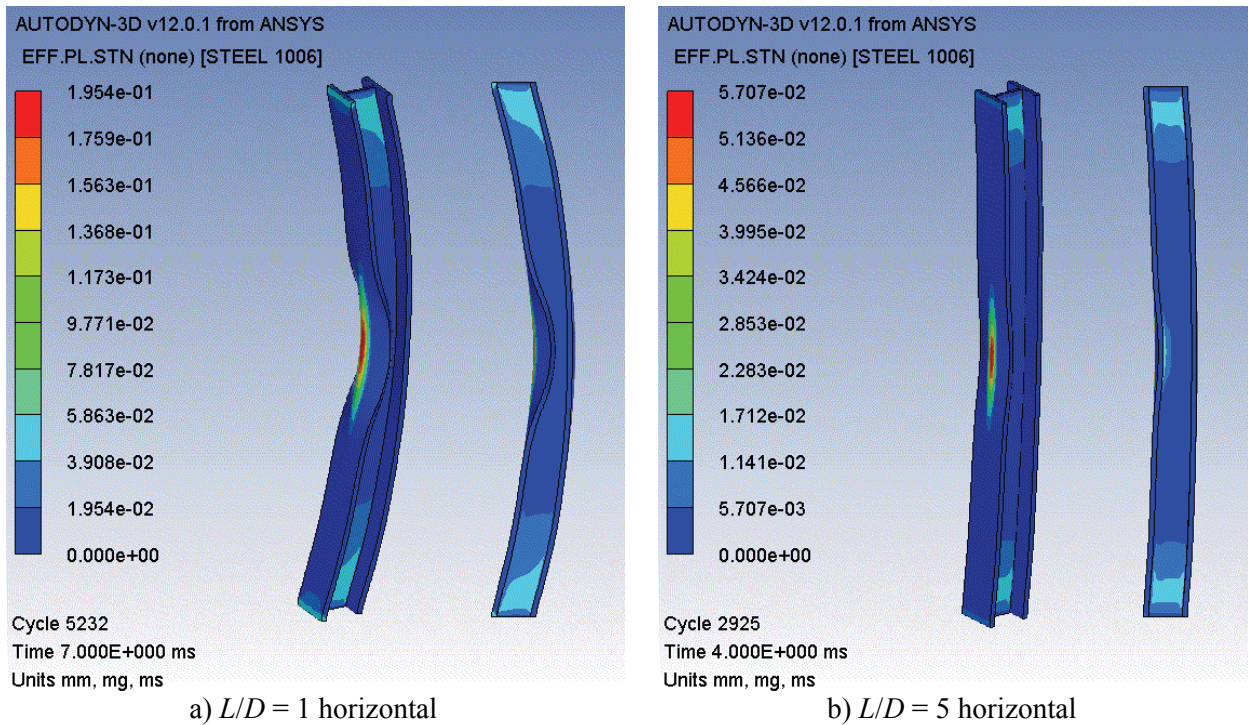 AUTODYN-3D v12.0.1 from ANSYS
EFF.PL.STN (none) [STEEL 1006]
1.954e-01
1.759e-01
1.563e-01
1.368e-01
1.173e-01
9.771e-02
7.817e-02
5.863e-02
3.908e-02
1.954e-02
0.000e+00
Cycle 5232
Time 7.000E+000 ms
Units mm, mg, ms
a) L/D = 1 horizontal
AUTODYN-3D v12.0.1 from ANSYS
EFF.PL.STN (none) [STEEL 1006]
5.707e-02
5.136e-02
4.566e-02
3.995e-02
3.424e-02
2.853e-02
2.283e-02
1.712e-02
1.141e-02
5.707e-03
0.000e+00
Cycle 2925
Time 4.000E+000 ms
Units mm, mg, ms
b) L/D = 5 horizontal